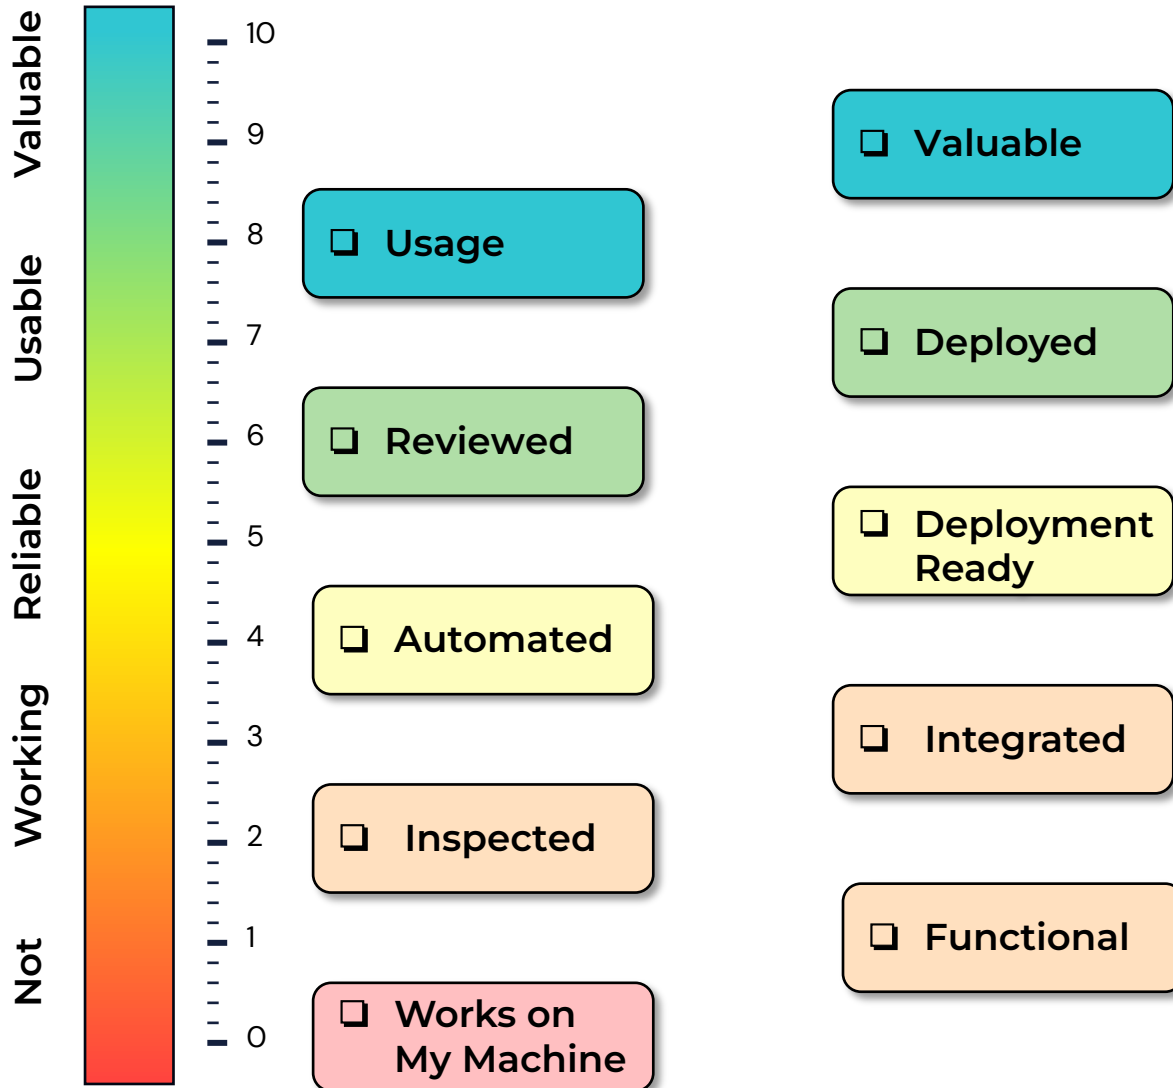 Valuable
Usable
Reliable
Working
Not
10
9
8
7
6
5
4
3
2
1
0
❏ Usage
❏ Reviewed
❏ Automated
❏ Inspected
❏ Works on
My Machine
❏ Valuable
❏ Deployed
❏ Deployment
Ready
❏ Integrated
❏ Functional